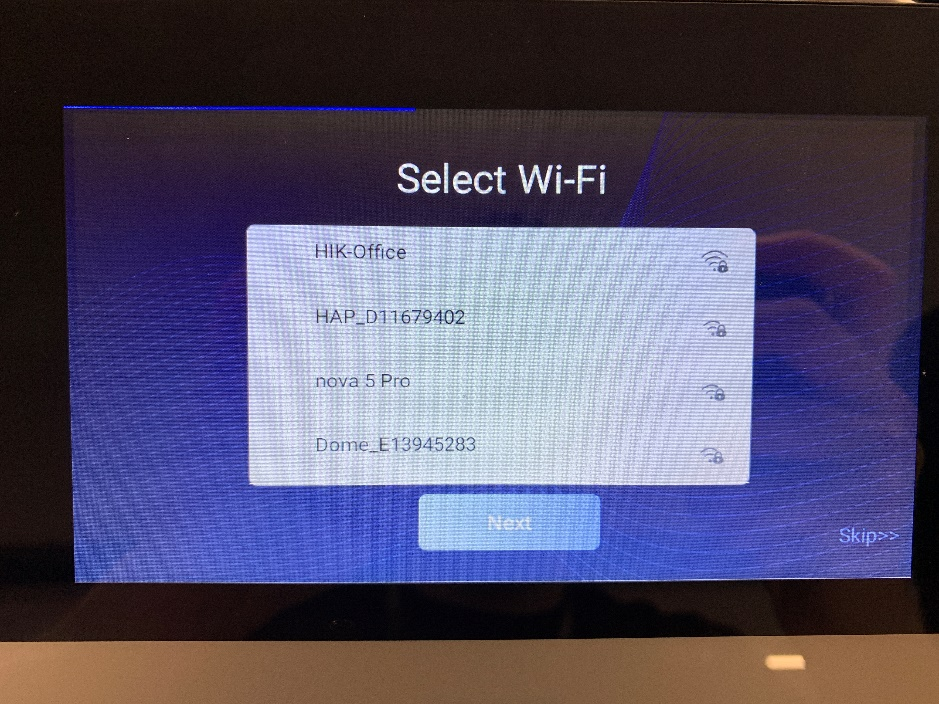 Select Wi-Fi
HIK-Office
HAP_D11679402
nova 5 Pro
Dome_E13945283
Next
Skip>>